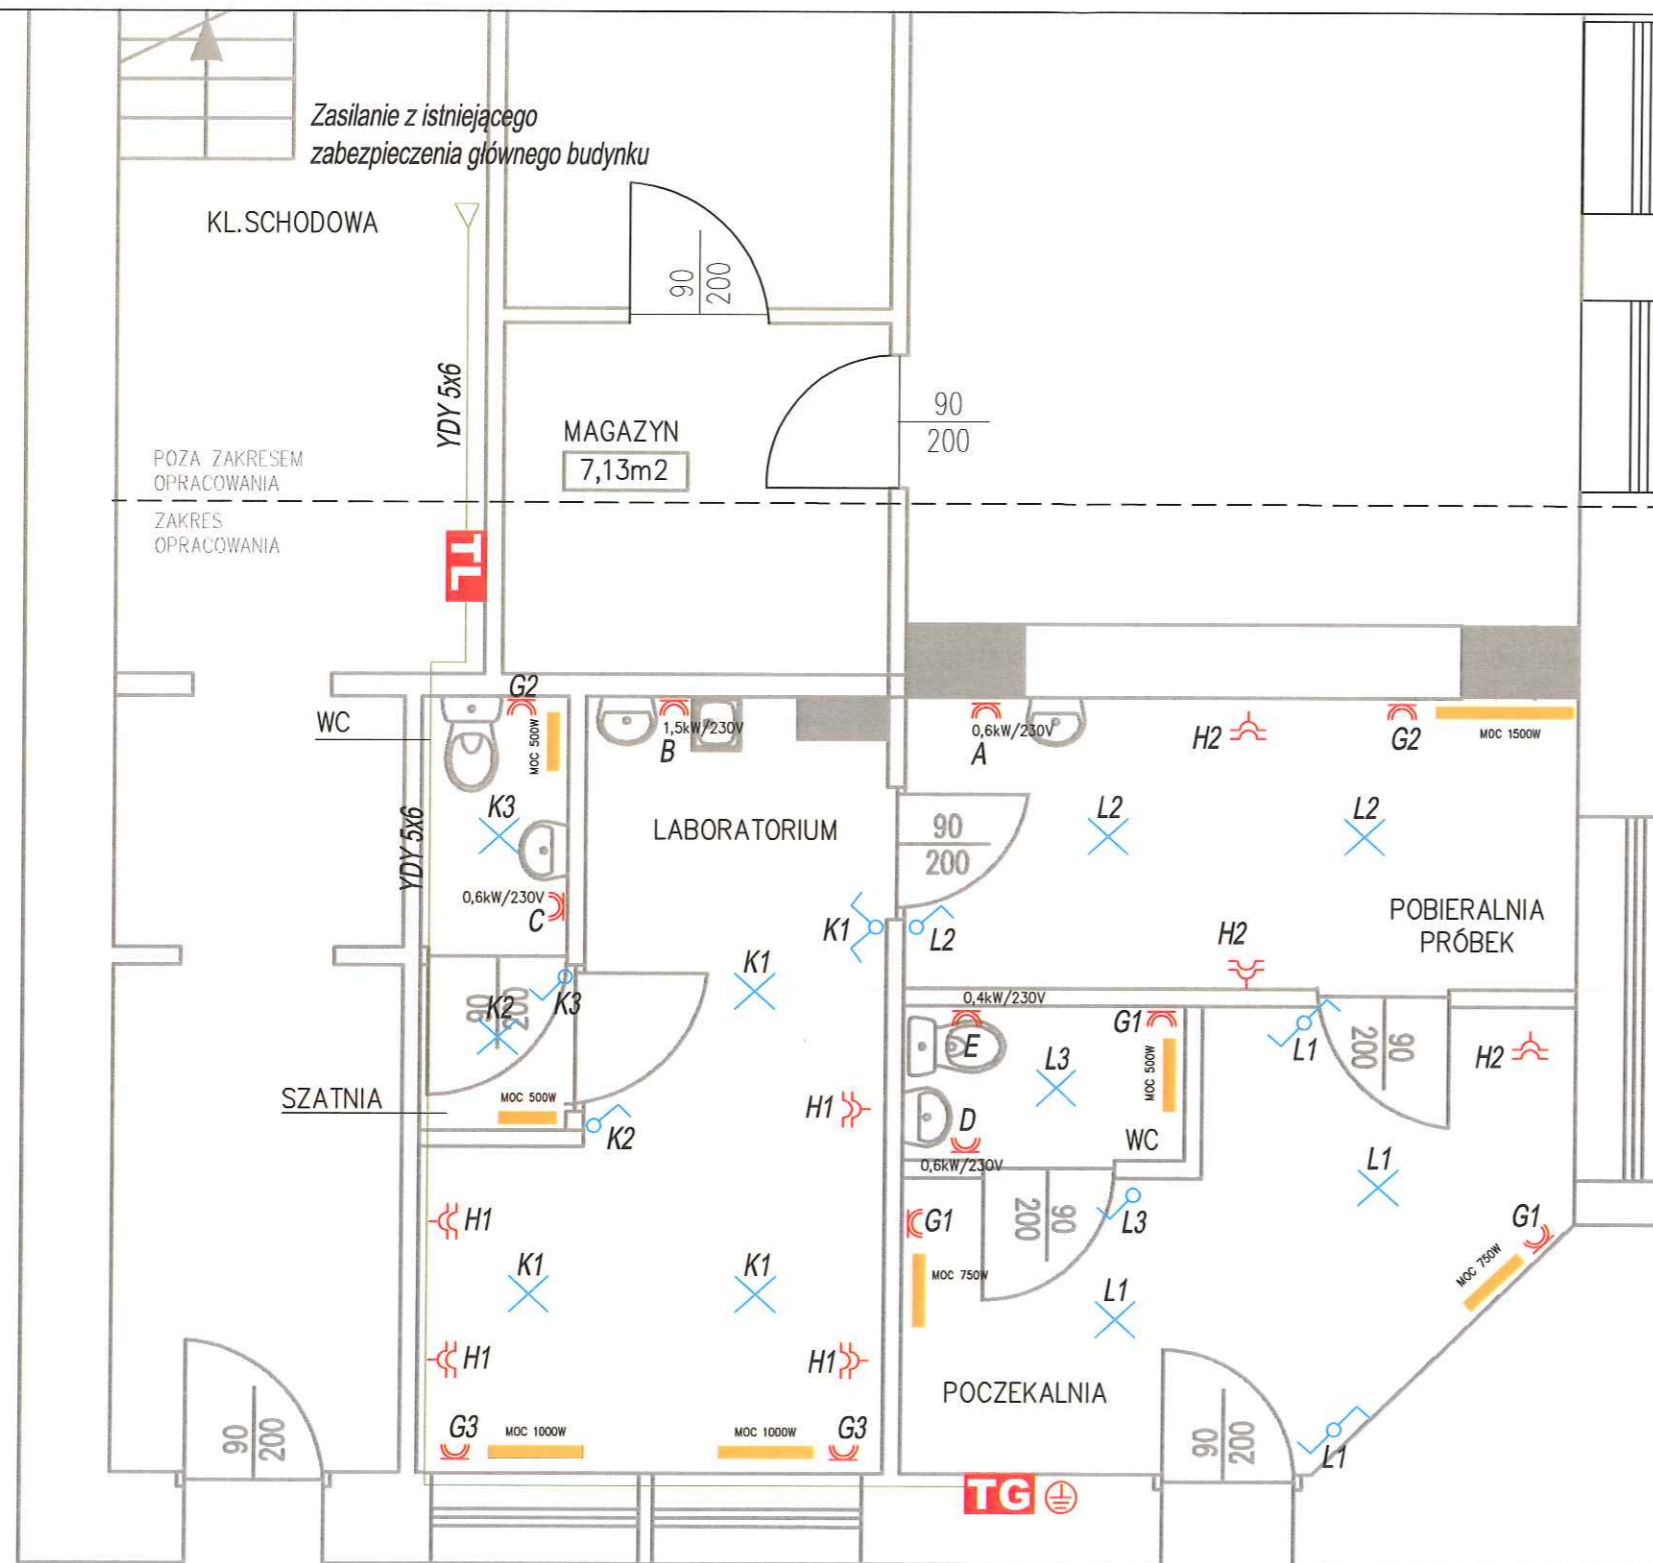 Zasilanie z istniejącego
zabezpieczenia głównego budynku
KL.SCHODOWA
90
200
YDY 5x6
MAGAZYN
7,13m2
90
200
POZA ZAKRESEM
OPRACOWANIA
ZAKRES
OPRACOWANIA
TL
WC
G2
MOC 500W
1,5kW/230V
B
0,6kW/230V
A
H2
G2
MOC 1500W
K3
YDY 5x6
LABORATORIUM
90
200
L2
L2
0,6kW/230V
C
K1
L2
POBIERALNIA
PRÓBEK
H2
K1
K3
90
200
K2
0,4kW/230V
E
G1
L3
MOC 500W
L1
90
200
H2
SZATNIA
MOC 500W
K2
H1
D
WC
0,6kW/230V
L1
H1
G1
90
200
L3
G1
K1
K1
MOC 750W
L1
MOC 750W
H1
H1
POCZEKALNIA
90
200
G3
MOC 1000W
MOC 1000W
G3
90
200
L1
TG